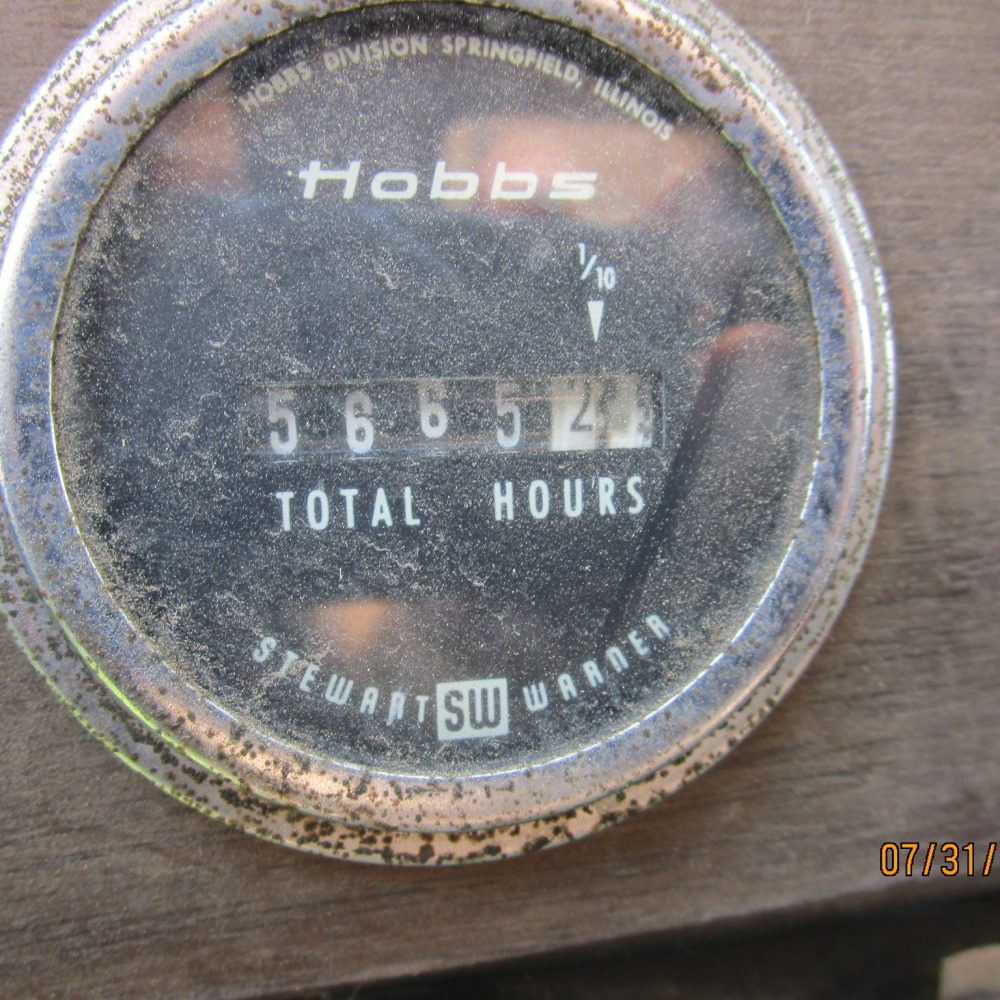 HOBBS DIVISION SPRINGFIELD, ILLINOIS
Hobbs
1/10
5 6 6 5 2
TOTAL HOURS
STEWART SW WARNER
07/31/